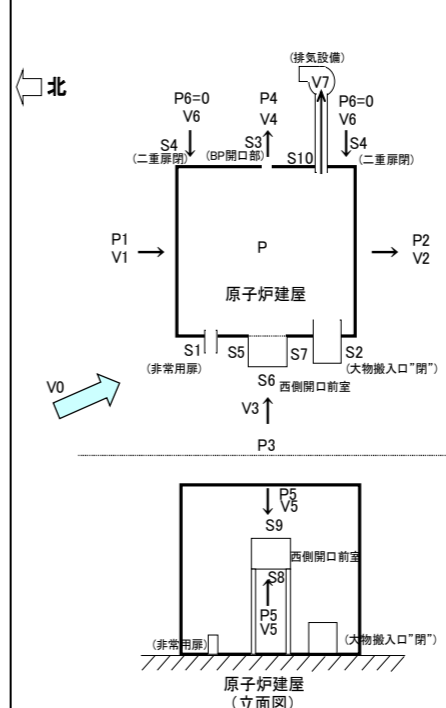 (排気設備)
北
V7
P6=0
V6
P4
V4
P6=0
V6
S4
(二重扉閉)
S3
(BP開口部)
S10
S4
(二重扉閉)
P1
V1
P
P2
V2
原子炉建屋
S1
(非常用扉)
S5
S7
S2
(大物搬入口"閉")
S6
西側開口前室
V0
V3
P3
P5
V5
S9
西側開口前室
S8
P5
V5
(非常用扉)
(大物搬入口"閉")
原子炉建屋
(立面図)